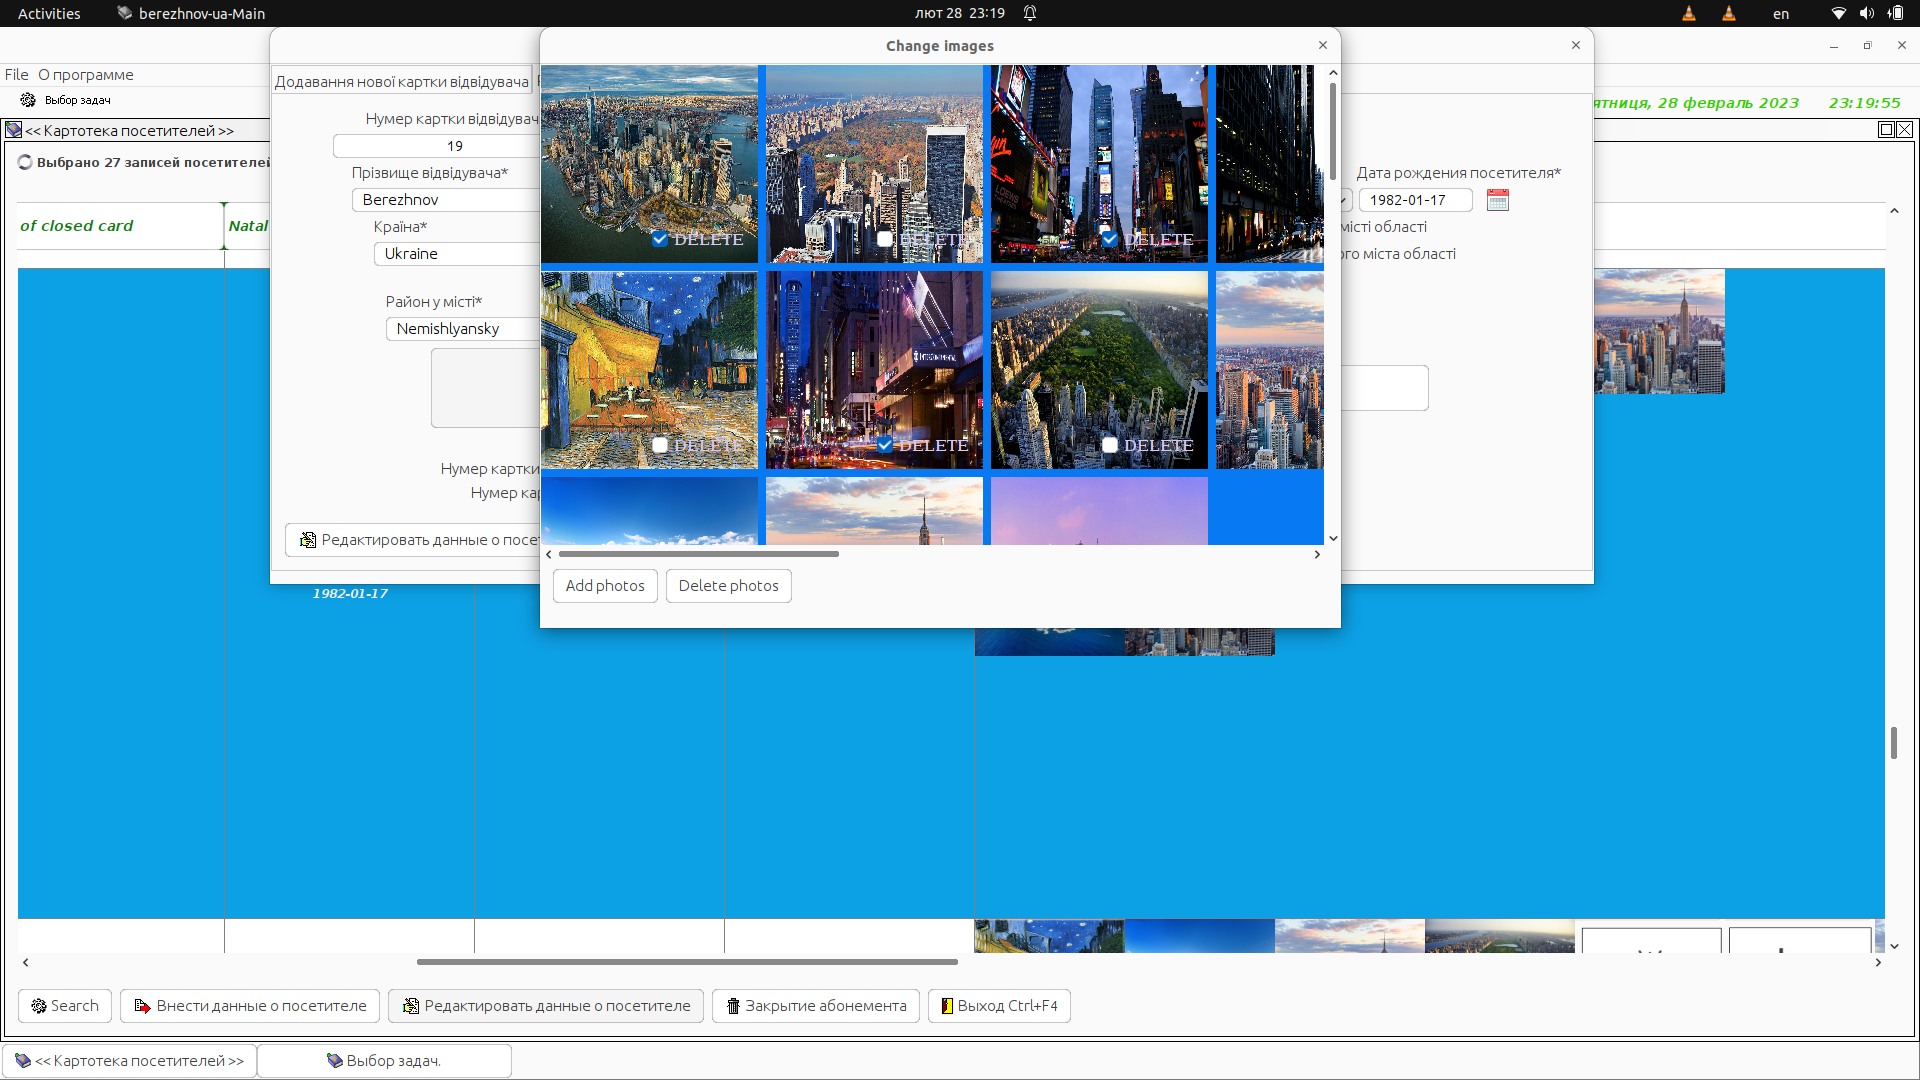 Activities berezhnov-ua-Main лют 28 23:19 en
Change images
File О программе
Выбор задач
ятниця, 28 февраль 2023 23:19:55
<< Картотека посетителей >>
Выбрано 27 записей посетителей
of closed card Natal
Додавання нової картки відвідувача
Нумер картки відвідувач
19
Прізвище відвідувача*
Berezhnov
Країна*
Ukraine
Район у місті*
Nemishlyansky
Нумер картки
Нумер кар
Редактировать данные о посет
Дата рождения посетителя*
1982-01-17
місті області
ого міста області
DELETE DELETE DELETE
DELETE DELETE DELETE
Add photos Delete photos
1982-01-17
Search Внести данные о посетителе Редактировать данные о посетителе Закрытие абонемента Выход Ctrl+F4
<< Картотека посетителей >> Выбор задач.